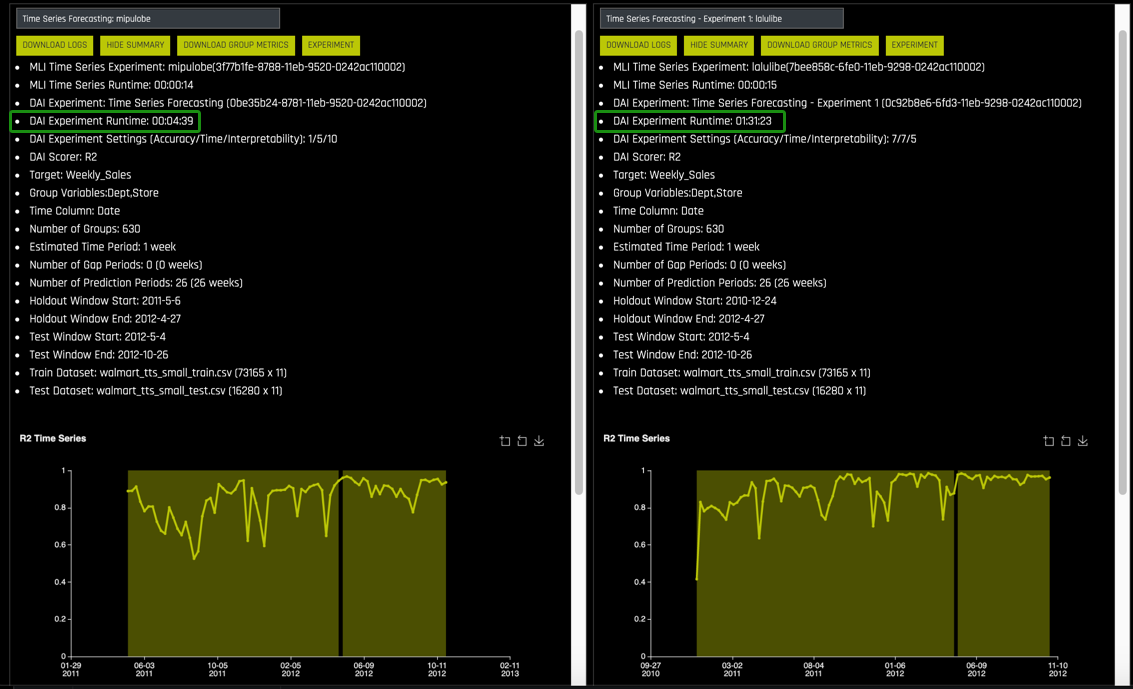 Time Series Forecasting: mipulobe
DOWNLOAD LOGS HIDE SUMMARY DOWNLOAD GROUP METRICS EXPERIMENT
MLI Time Series Experiment: mipulobe(3f77b1fe-8788-11eb-9520-0242ac110002)
MLI Time Series Runtime: 00:00:14
DAI Experiment: Time Series Forecasting (0be35b24-8781-11eb-9520-0242ac110002)
DAI Experiment Runtime: 00:04:39
DAI Experiment Settings (Accuracy/Time/Interpretability): 1/5/10
DAI Scorer: R2
Target: Weekly_Sales
Group Variables:Dept,Store
Time Column: Date
Number of Groups: 630
Estimated Time Period: 1 week
Number of Gap Periods: 0 (0 weeks)
Number of Prediction Periods: 26 (26 weeks)
Holdout Window Start: 2011-5-6
Holdout Window End: 2012-4-27
Test Window Start: 2012-5-4
Test Window End: 2012-10-26
Train Dataset: walmart_tts_small_train.csv (73165 x 11)
Test Dataset: walmart_tts_small_test.csv (16280 x 11)
R2 Time Series
1
0.8
0.6
0.4
0.2
0
01-29 06-03 10-05 02-05 06-09 10-11 02-11
2011 2011 2011 2012 2012 2012 2013
Time Series Forecasting - Experiment 1: lalulibe
DOWNLOAD LOGS HIDE SUMMARY DOWNLOAD GROUP METRICS EXPERIMENT
MLI Time Series Experiment: lalulibe(7bee858c-6fe0-11eb-9298-0242ac110002)
MLI Time Series Runtime: 00:00:15
DAI Experiment: Time Series Forecasting - Experiment 1 (0c92b8e6-6fd3-11eb-9298-0242ac110002)
DAI Experiment Runtime: 01:31:23
DAI Experiment Settings (Accuracy/Time/Interpretability): 7/7/5
DAI Scorer: R2
Target: Weekly_Sales
Group Variables:Dept,Store
Time Column: Date
Number of Groups: 630
Estimated Time Period: 1 week
Number of Gap Periods: 0 (0 weeks)
Number of Prediction Periods: 26 (26 weeks)
Holdout Window Start: 2010-12-24
Holdout Window End: 2012-4-27
Test Window Start: 2012-5-4
Test Window End: 2012-10-26
Train Dataset: walmart_tts_small_train.csv (73165 x 11)
Test Dataset: walmart_tts_small_test.csv (16280 x 11)
R2 Time Series
1
0.8
0.6
0.4
0.2
0
09-27 03-02 08-04 01-06 06-09 11-10
2010 2011 2011 2012 2012 2012